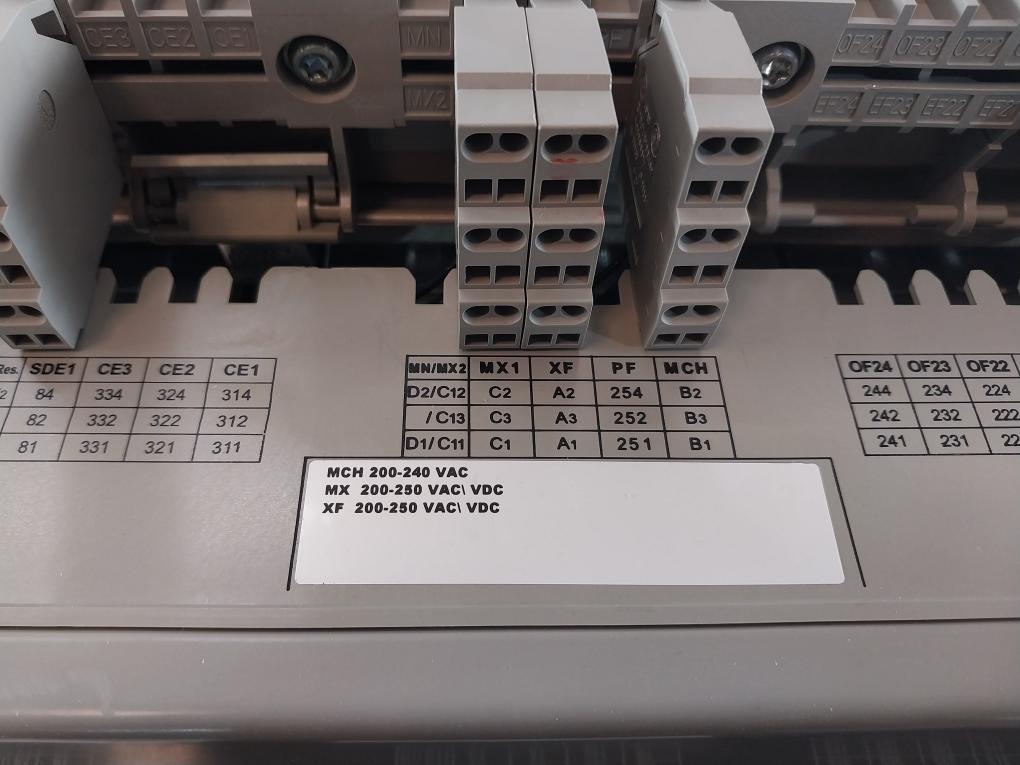 CE3 CE2 CE1 MN OF24 OF23 OF22
MX2 EF24 EF23 EF22 EF21
Res. SDE1 CE3 CE2 CE1
84 334 324 314
82 332 322 312
81 331 321 311
MN/MX2 MX1 XF PF MCH
D2/C12 C2 A2 254 B2
/C13 C3 A3 252 B3
D1/C11 C1 A1 251 B1
OF24 OF23 OF22
244 234 224
242 232 222
241 231 22
MCH 200-240 VAC
MX 200-250 VAC\ VDC
XF 200-250 VAC\ VDC